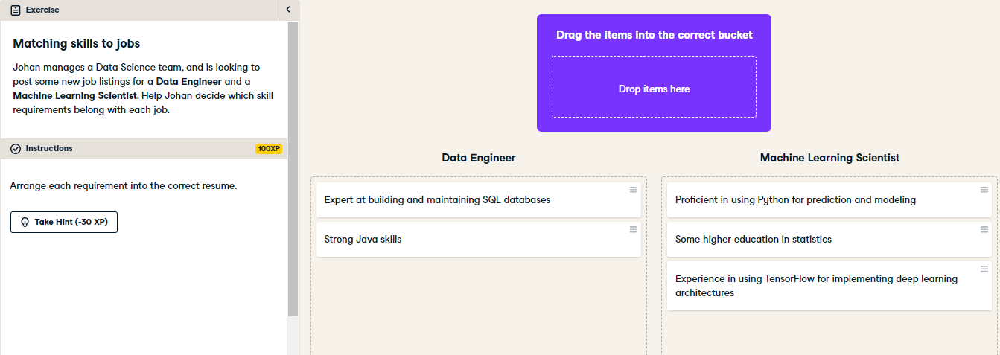 Exercise
Matching skills to jobs
Johan manages a Data Science team, and is looking to
post some new job listings for a Data Engineer and a
Machine Learning Scientist. Help Johan decide which skill
requirements belong with each job.
Instructions
100XP
Arrange each requirement into the correct resume.
Take Hint (-30 XP)
Drag the items into the correct bucket
Drop items here
Data Engineer
Expert at building and maintaining SQL databases
Strong Java skills
Machine Learning Scientist
Proficient in using Python for prediction and modeling
Some higher education in statistics
Experience in using TensorFlow for implementing deep learning
architectures